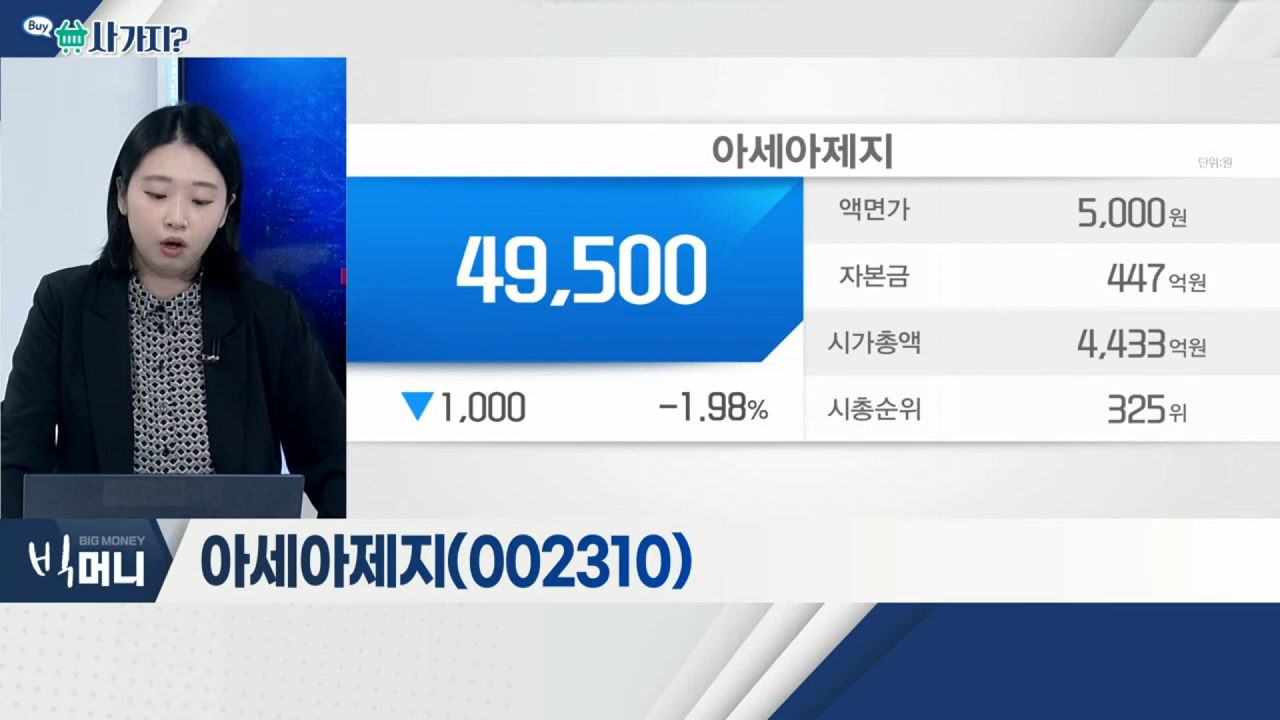 Buy
사가지?
아세아제지
단위:원
49,500
▼1,000 -1.98%
액면가 5,000원
자본금 447억원
시가총액 4,433억원
시총순위 325위
BIG MONEY
빅머니
아세아제지(002310)